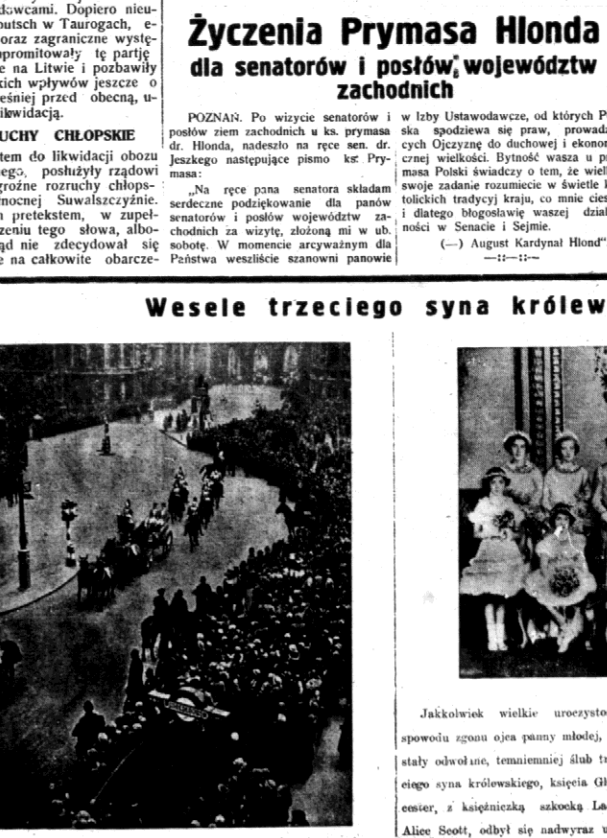 dawcami. Dopiero nieu-
butsch w Taurogach, e-
oraz zagraniczne wystę-
promitowały tę partję
e na Litwie i pozbawiły
kich wpływów jeszcze o
eśniej przed obecną, u-
likwidacją.
UCHY CHŁOPSKIE
tem do likwidacji obozu
ego, posłużyły rządowi
groźne rozruchy chłops-
nocnej Suwalszczyźnie.
n pretekstem, w zupeł-
zeniu tego słowa, albo-
ąd nie zdecydował się
e na całkowite obarcze-
Życzenia Prymasa Hlonda
dla senatorów i posłów województw
zachodnich
POZNAŃ. Po wizycie senatorów i
posłów ziem zachodnich u ks. prymasa
dr. Hlonda, nadeszło na ręce sen. dr.
Jeszkego następujące pismo ks. Pry-
masa:
„Na ręce pana senatora składam
serdeczne podziękowanie dla panów
senatorów i posłów województw za-
chodnich za wizytę, złożoną mi w ub.
sobotę. W momencie arcyważnym dla
Państwa weszliście szanowni panowie
w Izby Ustawodawcze, od których P
ska spodziewa się praw, prowadz
cych Ojczyznę do duchowej i ekonor
cznej wielkości. Bytność wasza u pr
masa Polski świadczy o tem, że wiel
swoje zadanie rozumiecie w świetle k
tolickich tradycyj kraju, co mnie cies
i dlatego błogosławię waszej dział
ności w Senacie i Sejmie.
(—) August Kardynał Hlond"
—::—::—
Wesele trzeciego syna królew
Jakkolwiek wielkie uroczysto
spowodu zgonu ojca panny młodej,
stały odwołane, temniemniej ślub tr
ciego syna królewskiego, księcia Gl
cester, z księżniczką szkocką La
Alice Scott, odbył się nadwyraz u